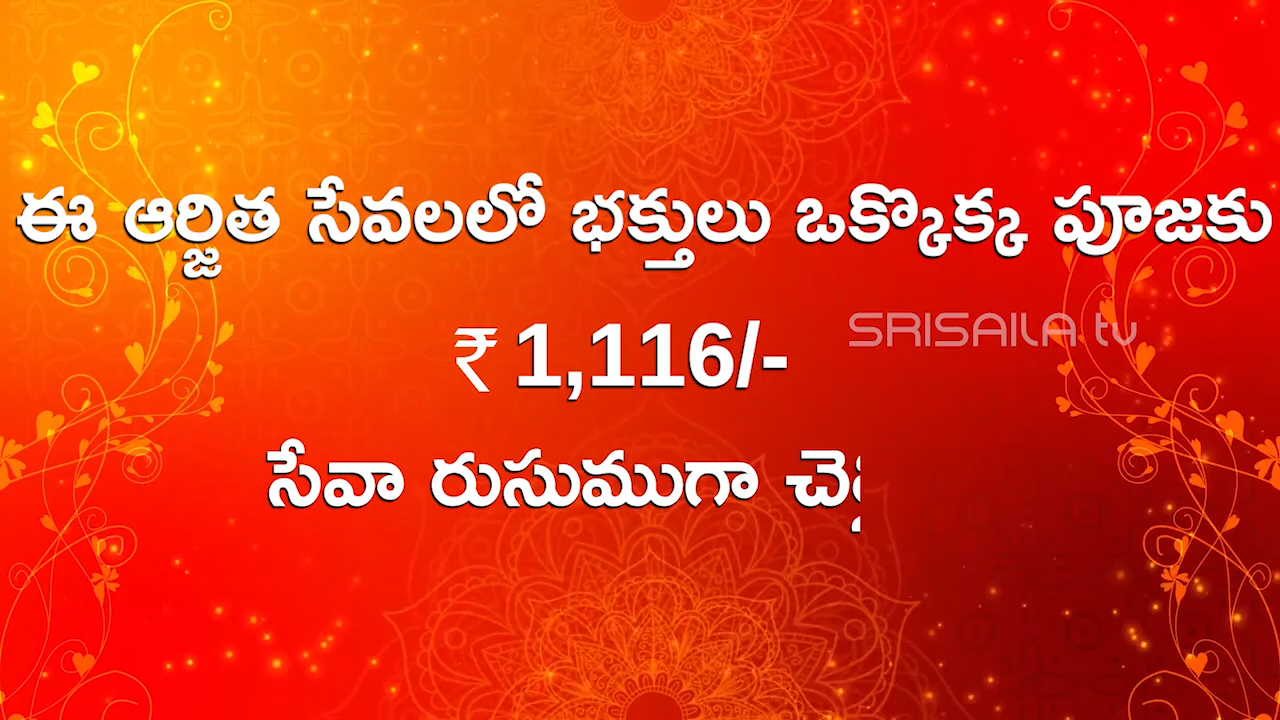 ఈ ఆర్జిత సేవలలో భక్తులు ఒక్కొక్క పూజకు
₹ 1,116/-
SRISAILA tv
సేవా రుసుముగా